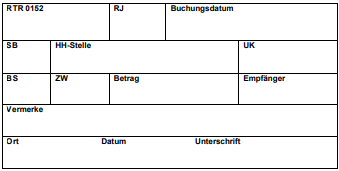 RTR 0152 RJ Buchungsdatum
SB HH-Stelle UK
BS ZW Betrag Empfänger
Vermerke
Ort Datum Unterschrift